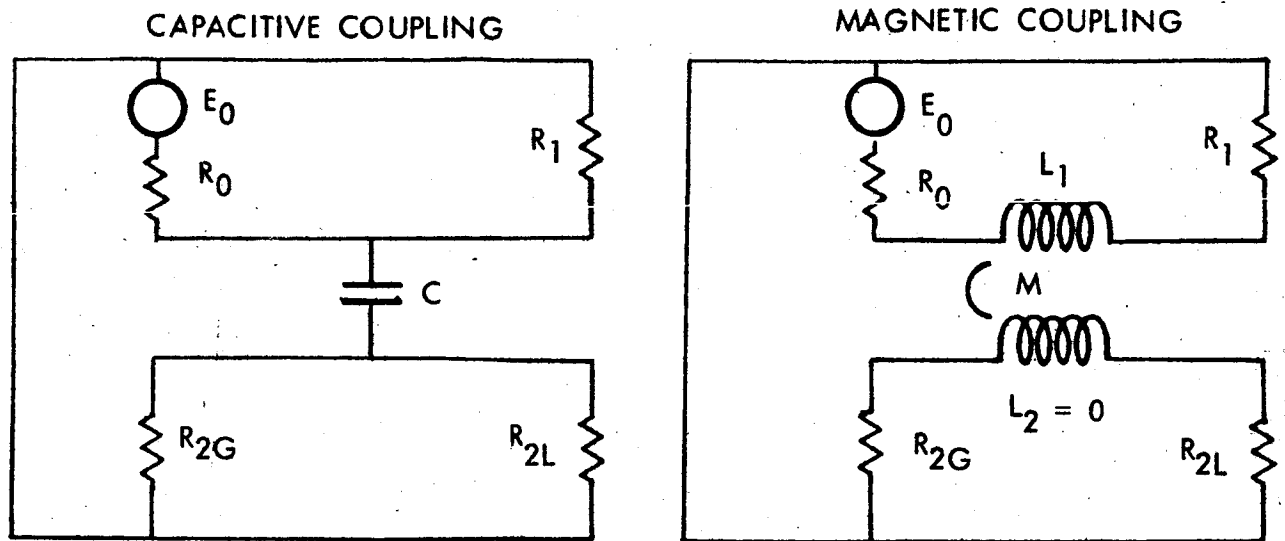 CAPACITIVE COUPLING
E0
R0
R1
C
R2G
R2L
MAGNETIC COUPLING
E0
R0
L1
R1
M
L2 = 0
R2G
R2L